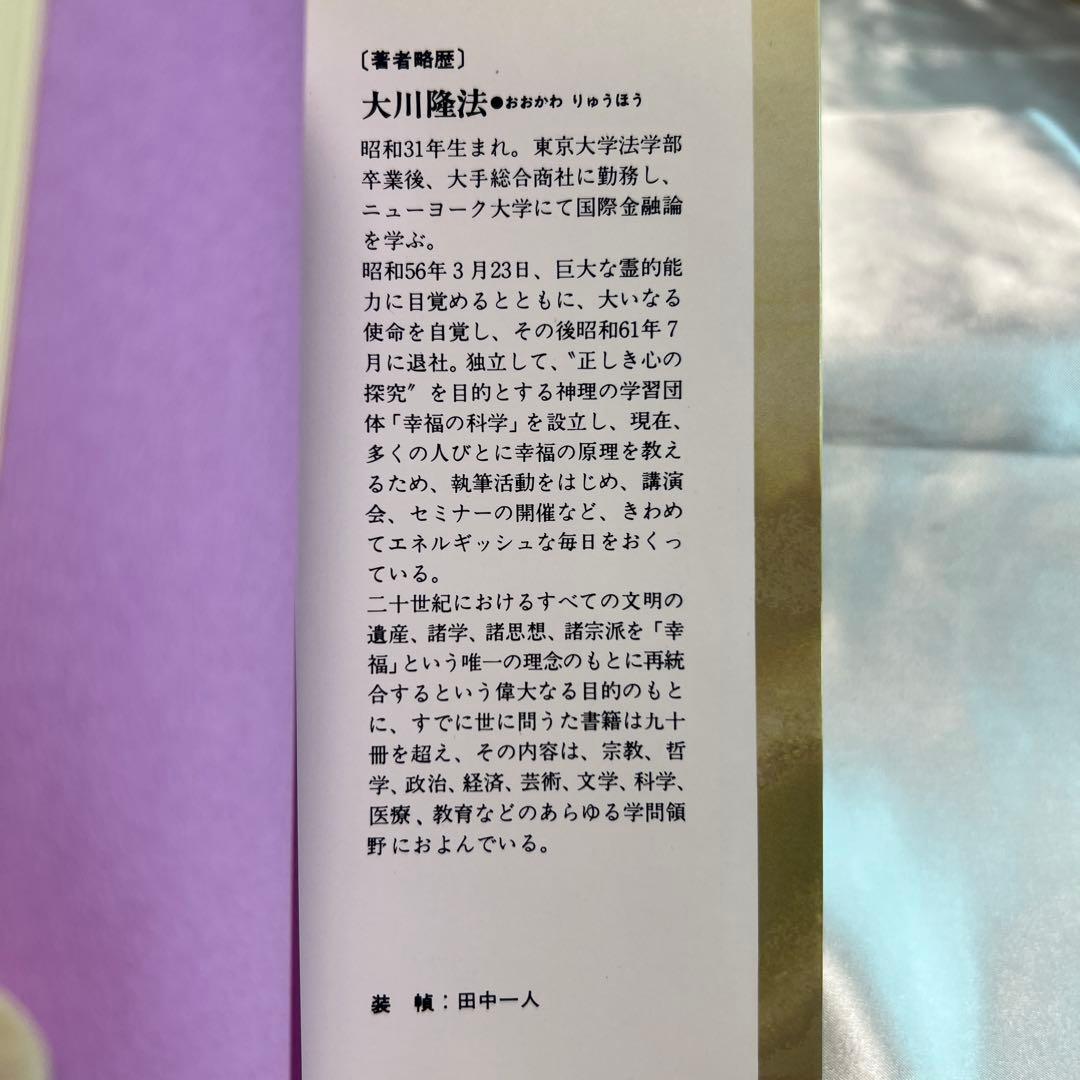 〔著者略歴〕
大川隆法●おおかわ りゅうほう
昭和31年生まれ。東京大学法学部
卒業後、大手総合商社に勤務し、
ニューヨーク大学にて国際金融論
を学ぶ。
昭和56年3月23日、巨大な霊的能
力に目覚めるとともに、大いなる
使命を自覚し、その後昭和61年7
月に退社。独立して、〝正しき心の
探究〞を目的とする神理の学習団
体「幸福の科学」を設立し、現在、
多くの人びとに幸福の原理を教え
るため、執筆活動をはじめ、講演
会、セミナーの開催など、きわめ
てエネルギッシュな毎日をおくっ
ている。
二十世紀におけるすべての文明の
遺産、諸学、諸思想、諸宗派を「幸
福」という唯一の理念のもとに再統
合するという偉大なる目的のもと
に、すでに世に問うた書籍は九十
冊を超え、その内容は、宗教、哲
学、政治、経済、芸術、文学、科学、
医療、教育などのあらゆる学問領
野におよんでいる。
装 幀：田中一人